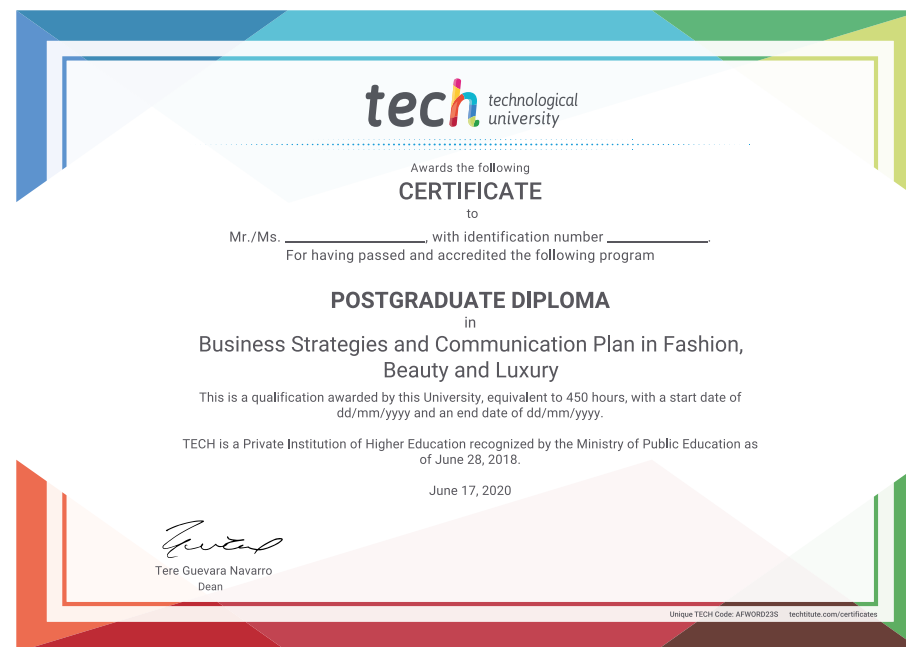 tech technological
university
Awards the following
CERTIFICATE
to
Mr./Ms. ____________________, with identification number ______________.
For having passed and accredited the following program
POSTGRADUATE DIPLOMA
in
Business Strategies and Communication Plan in Fashion,
Beauty and Luxury
This is a qualification awarded by this University, equivalent to 450 hours, with a start date of
dd/mm/yyyy and an end date of dd/mm/yyyy.
TECH is a Private Institution of Higher Education recognized by the Ministry of Public Education as
of June 28, 2018.
June 17, 2020
Tere Guevara Navarro
Dean
Unique TECH Code: AFWORD23S techtitute.com/certificates